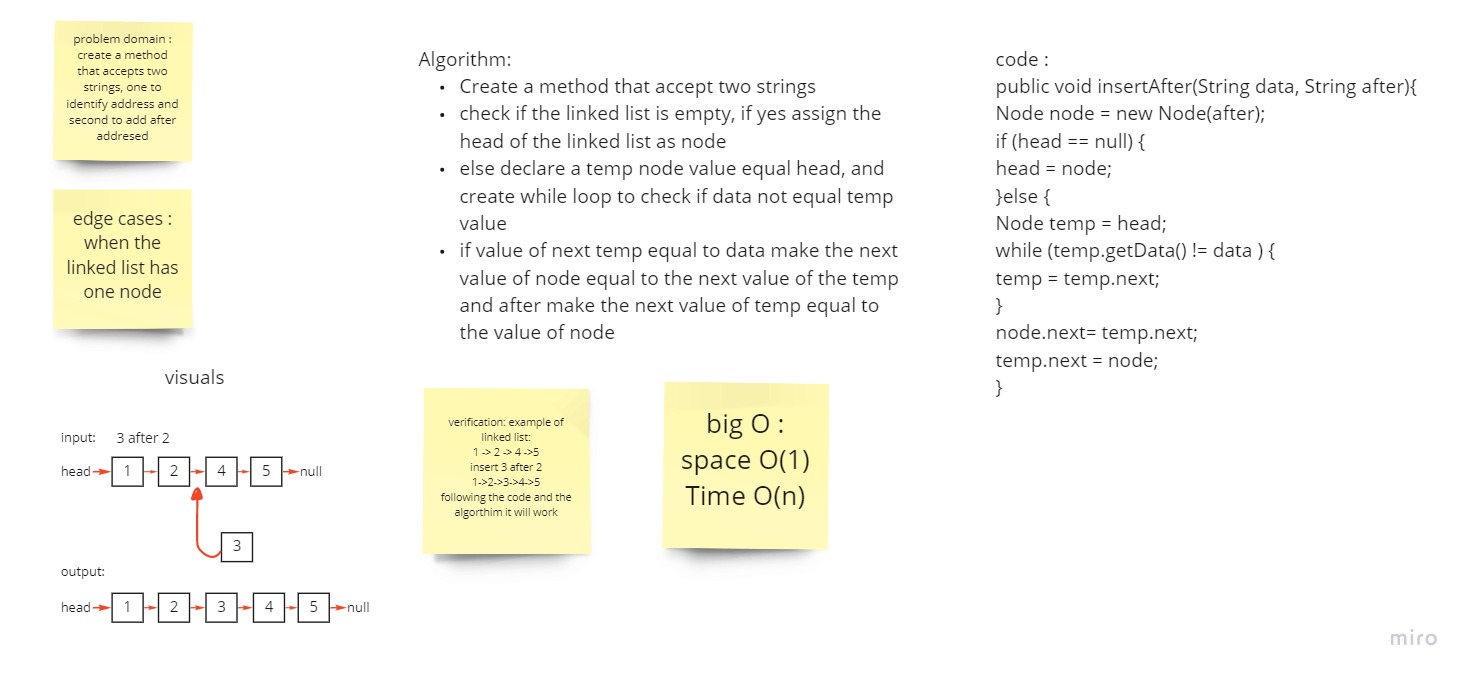 problem domain :
create a method
that accepts two
strings, one to
identify address and
second to add after
addresed
edge cases :
when the
linked list has
one node
visuals
input: 3 after 2
head 1 2 4 5 null
3
output:
head 1 2 3 4 5 null
Algorithm:
• Create a method that accept two strings
• check if the linked list is empty, if yes assign the
head of the linked list as node
• else declare a temp node value equal head, and
create while loop to check if data not equal temp
value
• if value of next temp equal to data make the next
value of node equal to the next value of the temp
and after make the next value of temp equal to
the value of node
verification: example of
linked list:
1 -> 2 -> 4 ->5
insert 3 after 2
1->2->3->4->5
following the code and the
algorthim it will work
big O :
space O(1)
Time O(n)
code :
public void insertAfter(String data, String after){
Node node = new Node(after);
if (head == null) {
head = node;
}else {
Node temp = head;
while (temp.getData() != data ) {
temp = temp.next;
}
node.next= temp.next;
temp.next = node;
}
miro